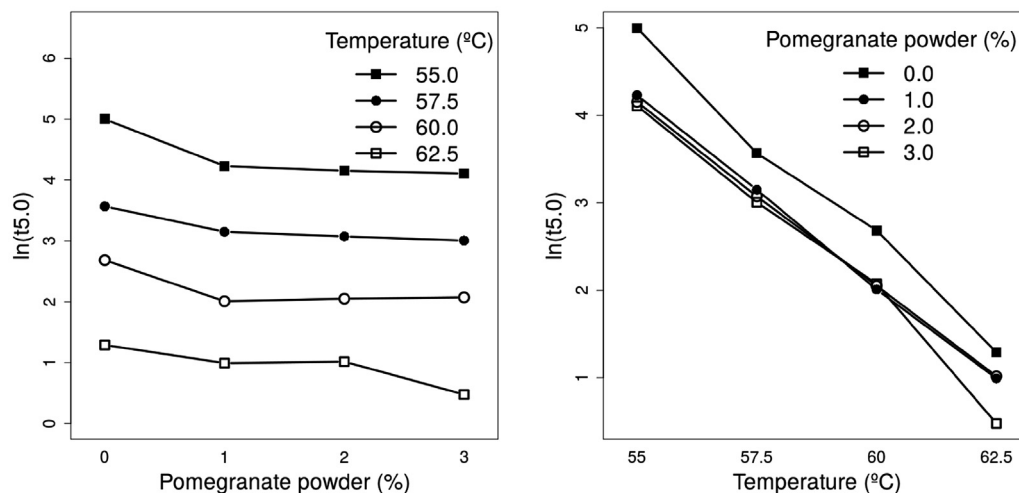 Temperature (ºC)
55.0
57.5
60.0
62.5
6
5
4
3
2
1
0
ln(t5.0)
0 1 2 3
Pomegranate powder (%)
Pomegranate powder (%)
0.0
1.0
2.0
3.0
5
4
3
2
1
ln(t5.0)
55 57.5 60 62.5
Temperature (ºC)